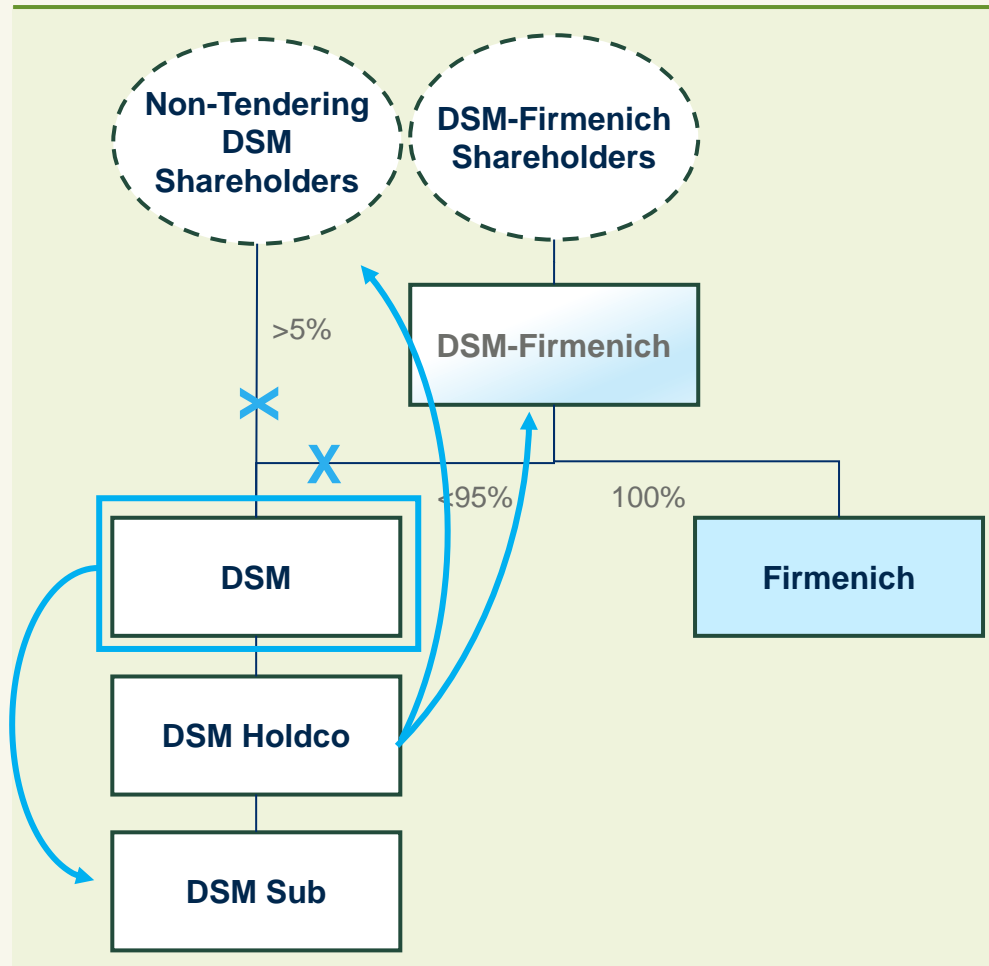 Non-Tendering
DSM
Shareholders
DSM-Firmenich
Shareholders
>5%
DSM-Firmenich
X
X
<95%
100%
DSM
Firmenich
DSM Holdco
DSM Sub